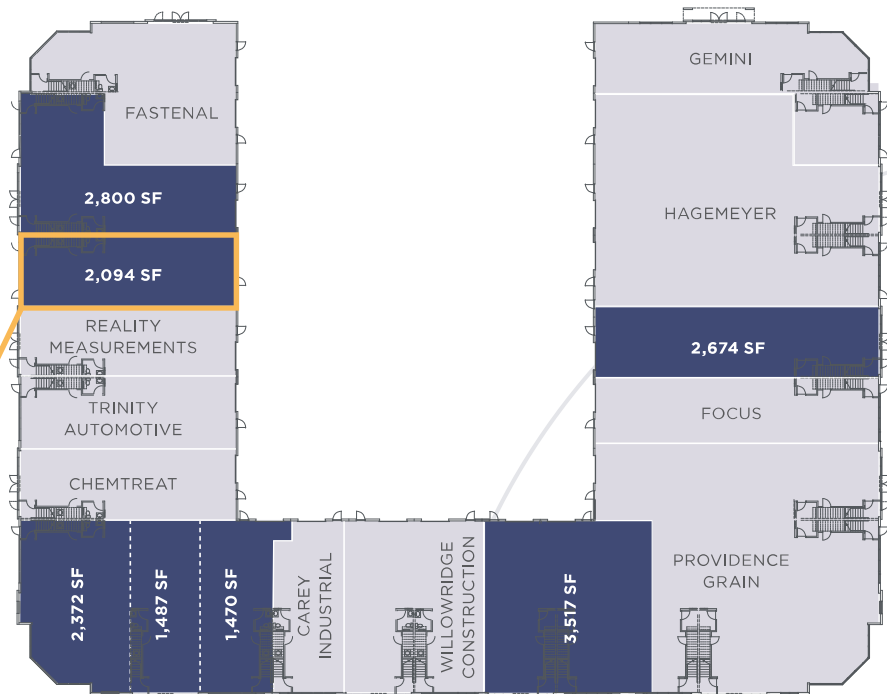 FASTENAL
2,800 SF
2,094 SF
REALITY
MEASUREMENTS
TRINITY
AUTOMOTIVE
CHEMTREAT
2,372 SF
1,487 SF
1,470 SF
CAREY
INDUSTRIAL
WILLOWRIDGE
CONSTRUCTION
3,517 SF
GEMINI
HAGEMEYER
2,674 SF
FOCUS
PROVIDENCE
GRAIN